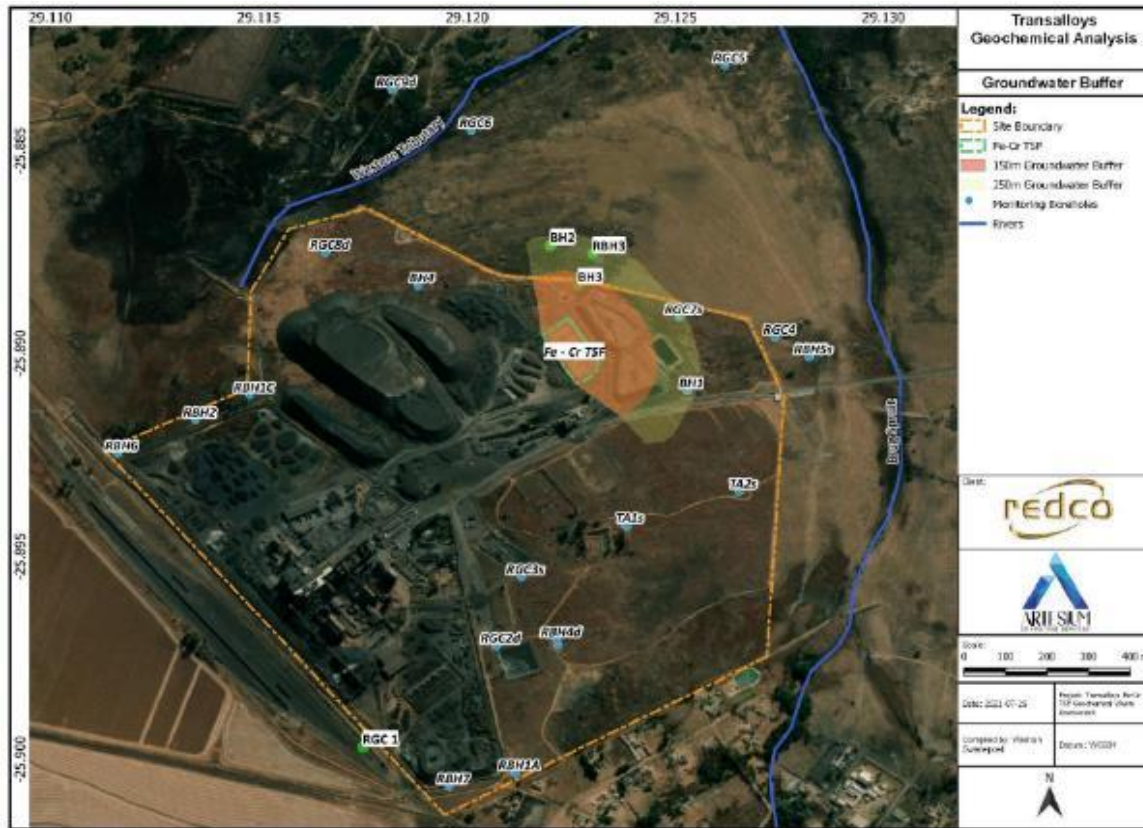 29.110
29.115
29.120
29.125
29.130
-25.885
-25.890
-25.895
-25.900
RGC9d
RGC5
RGC6
Western Tributary
RGC8d
BH2
RBH3
BH4
BH3
RGC7s
RGC4
RBH5s
Fe - Cr TSF
BH1
RBH1C
RBH2
RBH6
Brugspruit
TA2s
TA1s
RGC3s
RGC2d
RBH4d
RGC 1
RBH7
RBH1A
Transalloys
Geochemical Analysis
Groundwater Buffer
Legend:
Site Boundary
Fe-Cr TSF
150m Groundwater Buffer
250m Groundwater Buffer
Monitoring Boreholes
Rivers
Client:
redco
ARTESIUM
Scale:
0 100 200 300 400
Date: 2021-07-26
Compiled by:
N